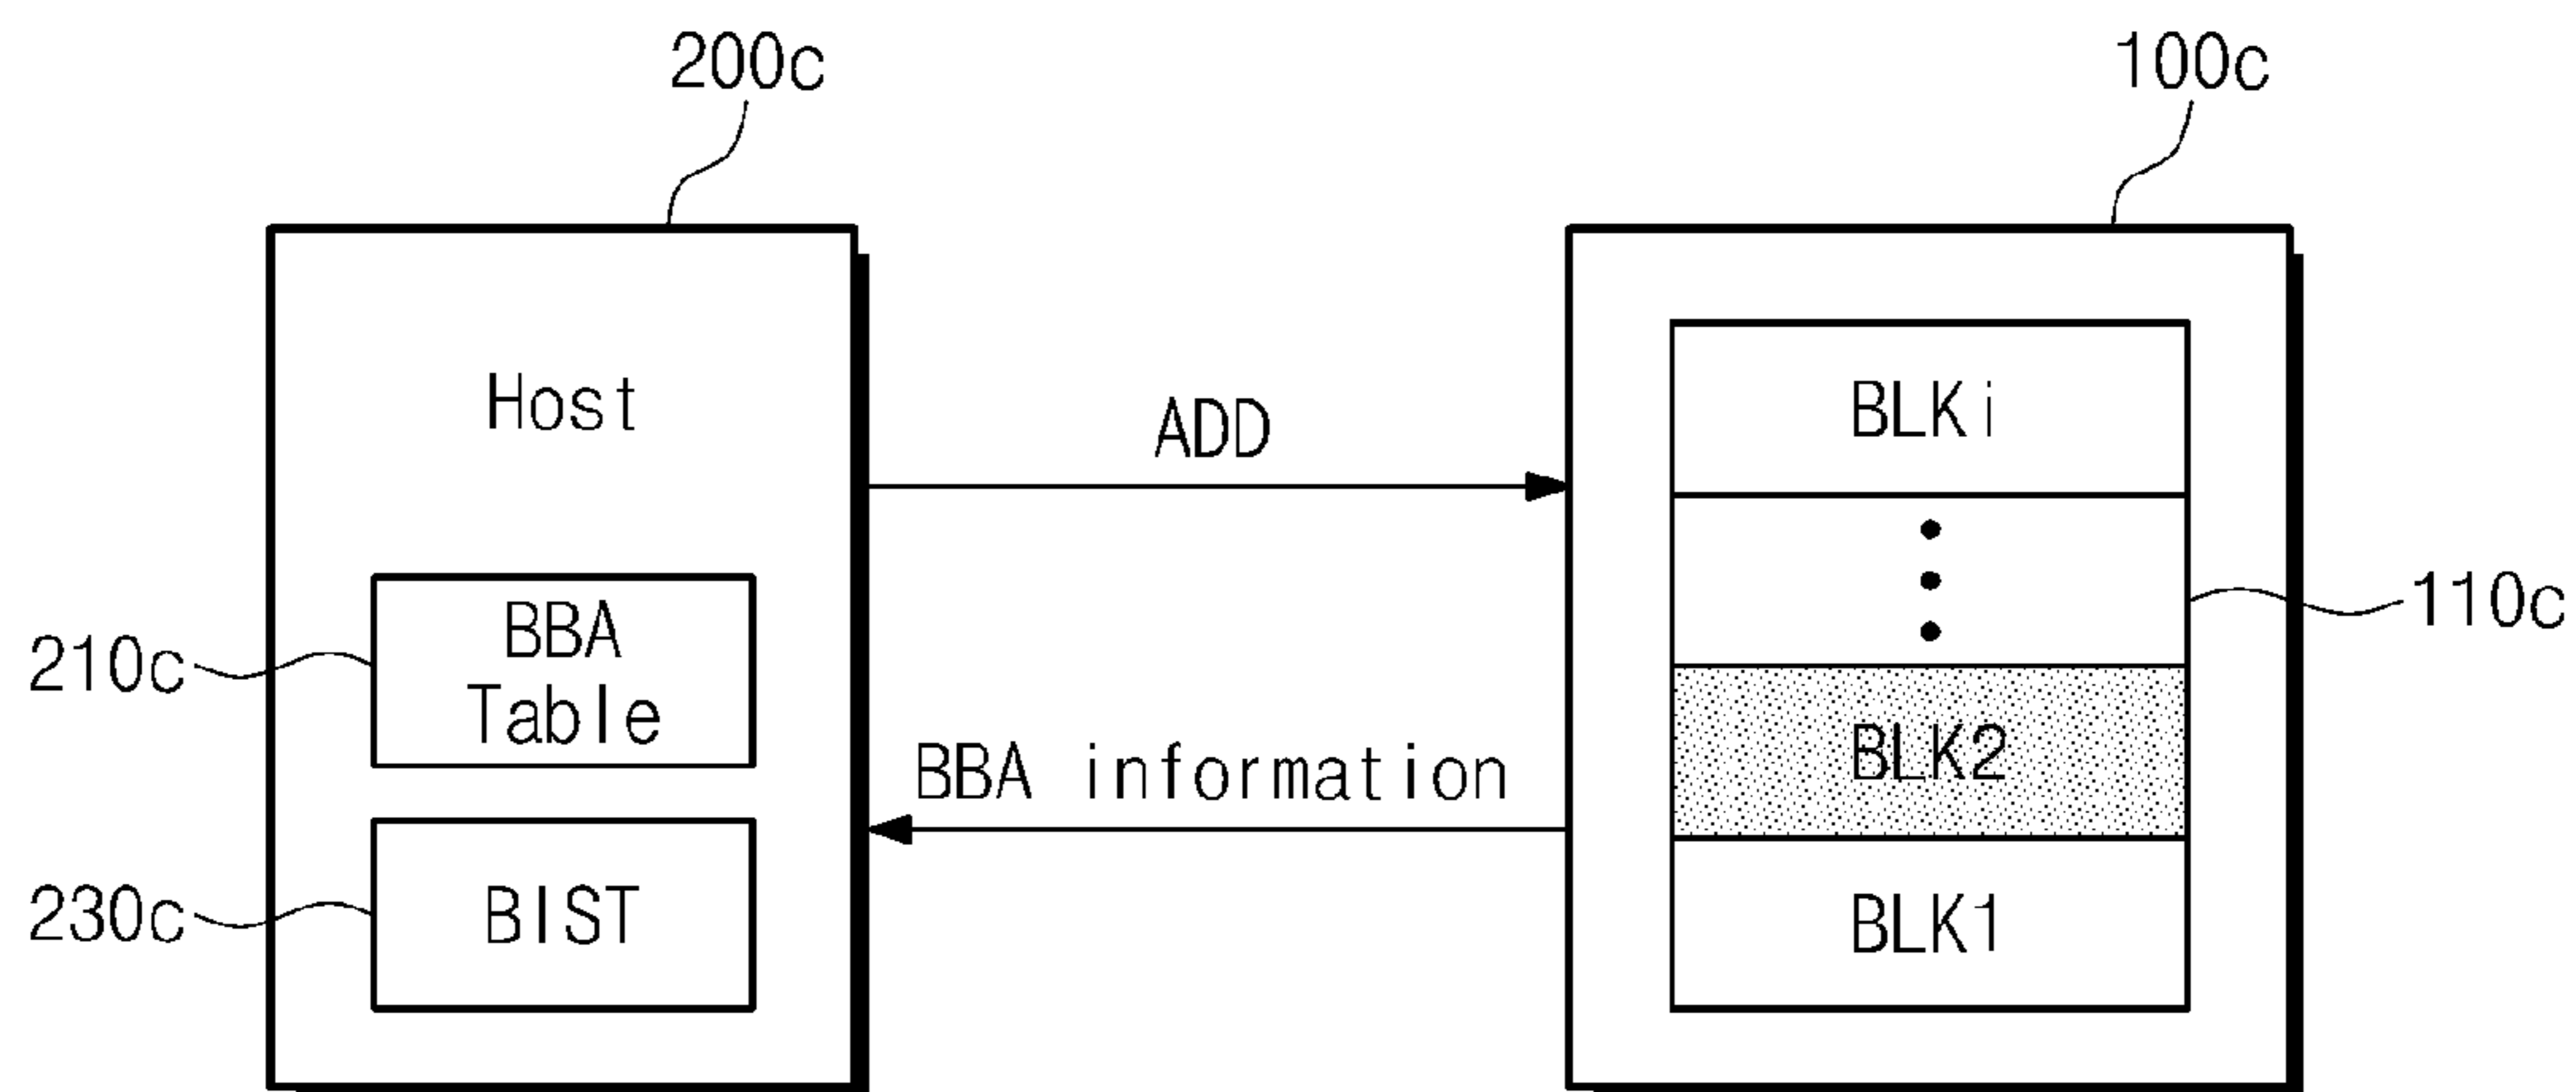 200c
100c
Host
ADD
BLKi
110c
210c
BBA
Table
BBA information
BLK2
230c
BIST
BLK1